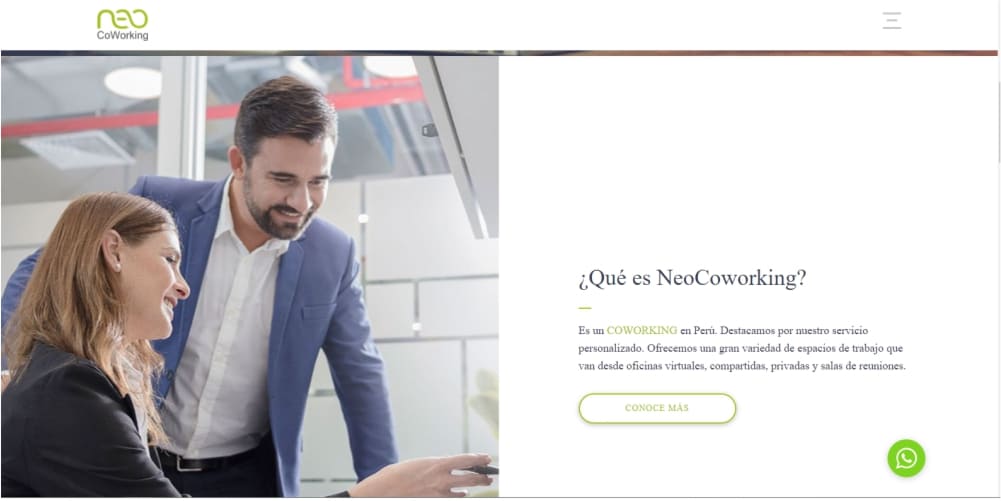 neo
CoWorking
¿Qué es NeoCoworking?
Es un COWORKING en Perú. Destacamos por nuestro servicio
personalizado. Ofrecemos una gran variedad de espacios de trabajo que
van desde oficinas virtuales, compartidas, privadas y salas de reuniones.
CONOCE MÁS